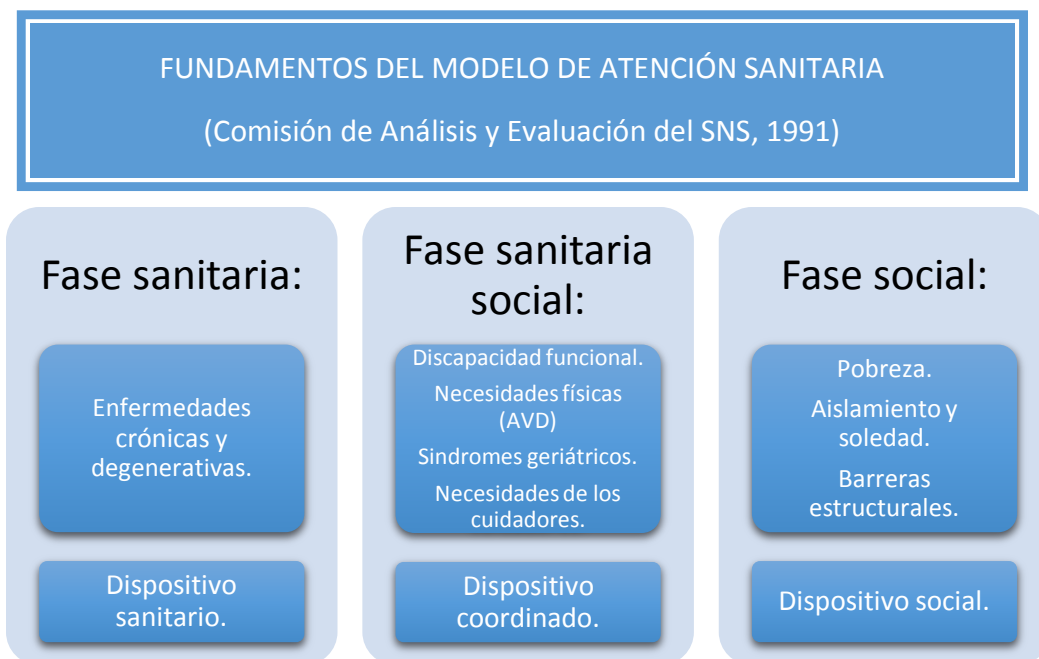 FUNDAMENTOS DEL MODELO DE ATENCIÓN SANITARIA
(Comisión de Análisis y Evaluación del SNS, 1991)
Fase sanitaria:
Enfermedades
crónicas y
degenerativas.
Dispositivo
sanitario.
Fase sanitaria
social:
Discapacidad funcional.
Necesidades físicas
(AVD)
Sindromes geriátricos.
Necesidades de los
cuidadores.
Dispositivo
coordinado.
Fase social:
Pobreza.
Aislamiento y
soledad.
Barreras
estructurales.
Dispositivo social.